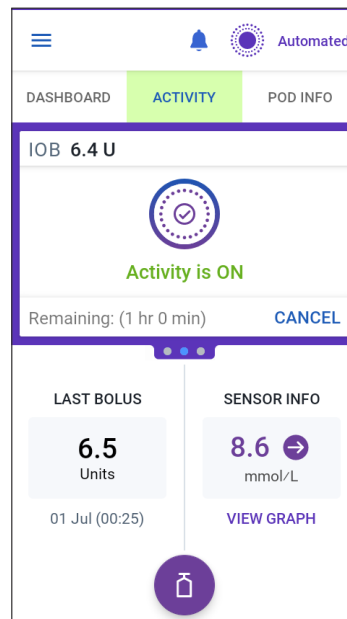 Automated
DASHBOARD ACTIVITY POD INFO
IOB 6.4 U
Activity is ON
Remaining: (1 hr 0 min) CANCEL
LAST BOLUS SENSOR INFO
6.5 8.6
Units mmol/L
01 Jul (00:25) VIEW GRAPH